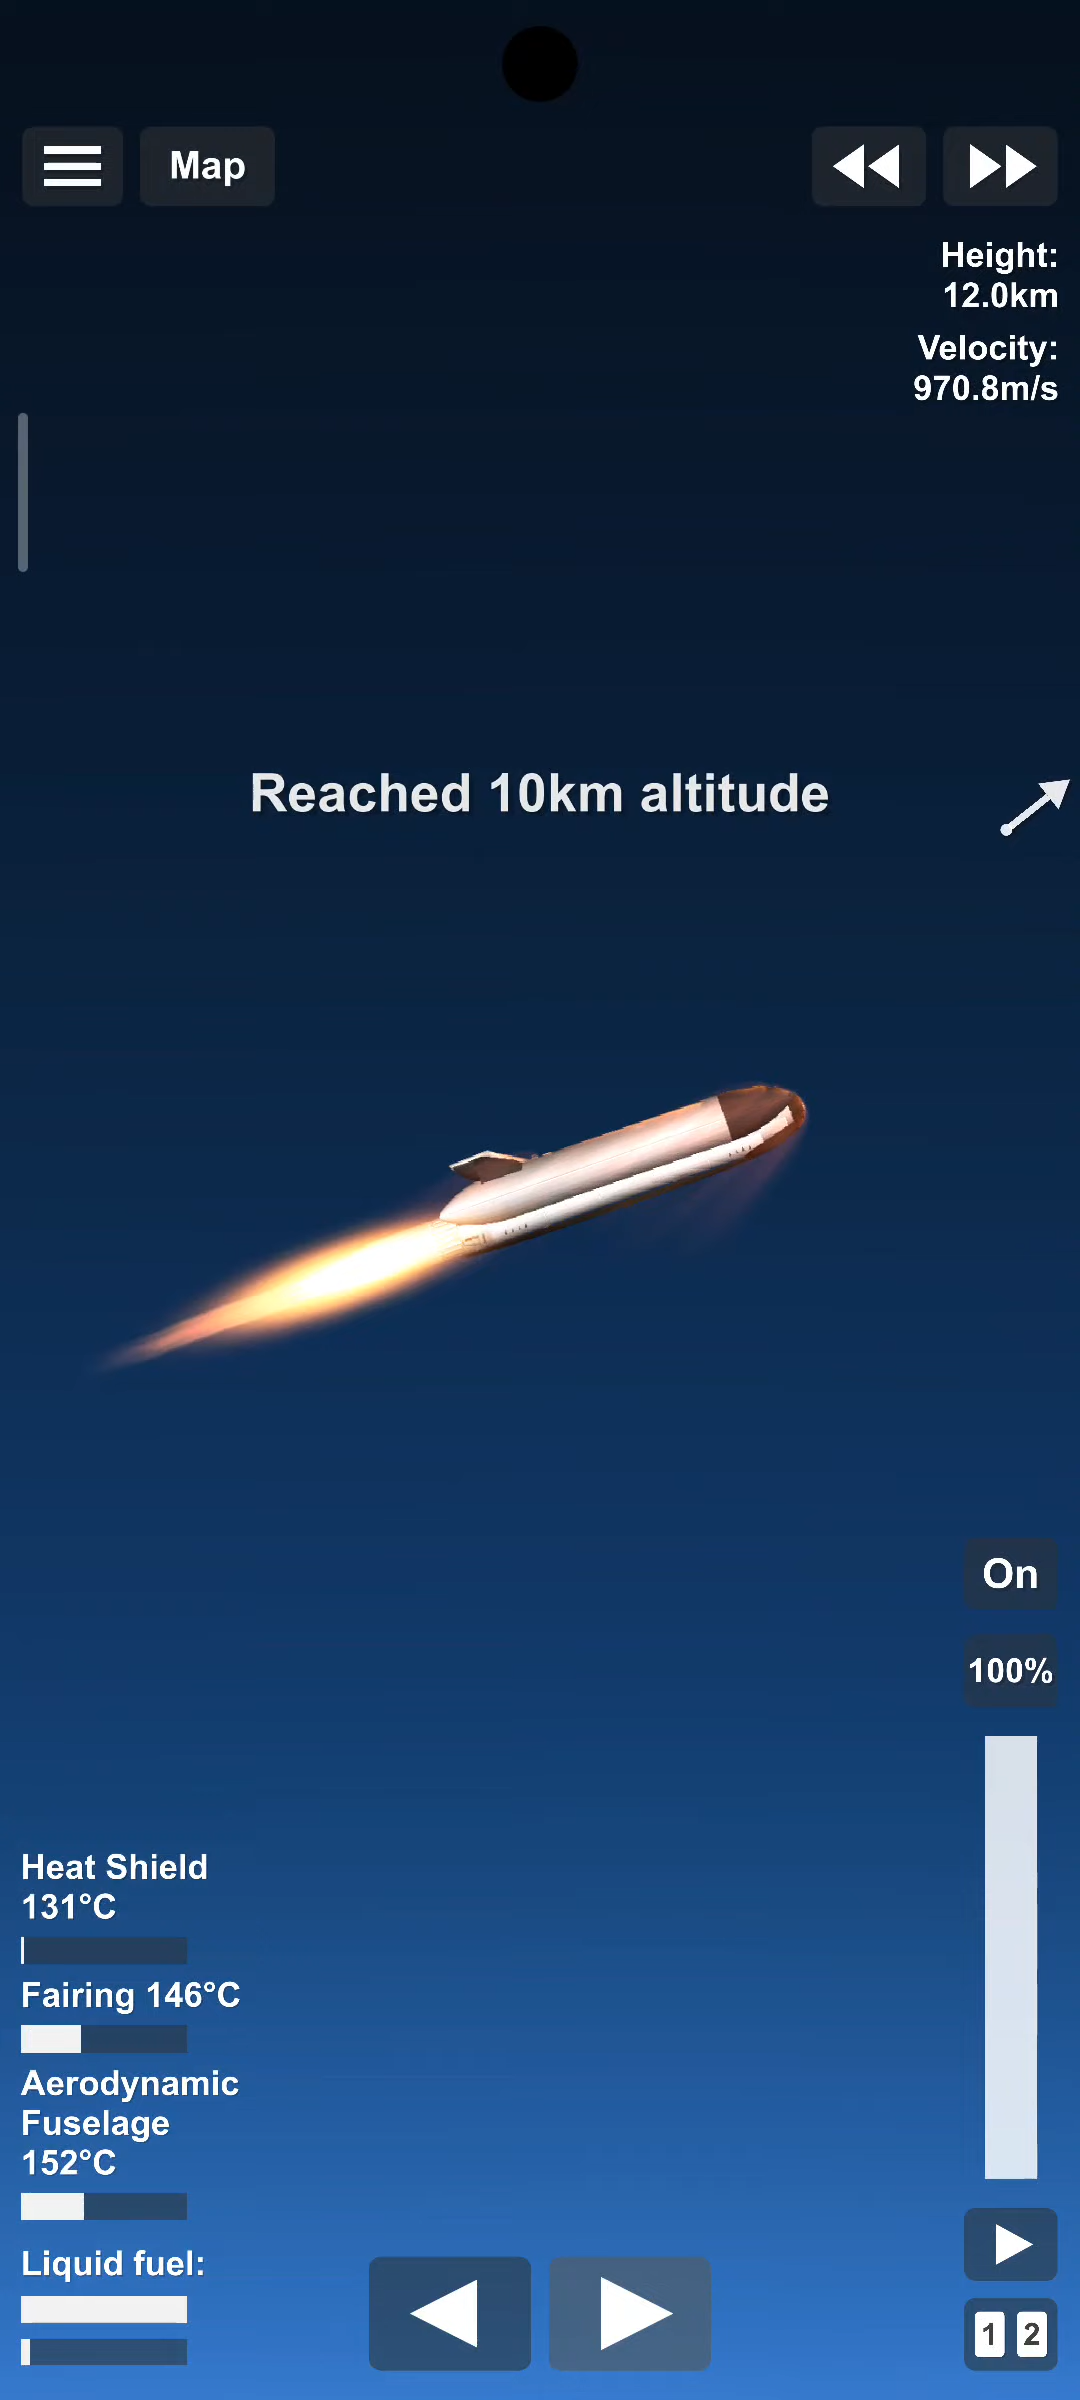 Map
Height:
12.0km
Velocity:
970.8m/s
Reached 10km altitude
On
100%
Heat Shield
131°C
Fairing 146°C
Aerodynamic
Fuselage
152°C
Liquid fuel:
1 2